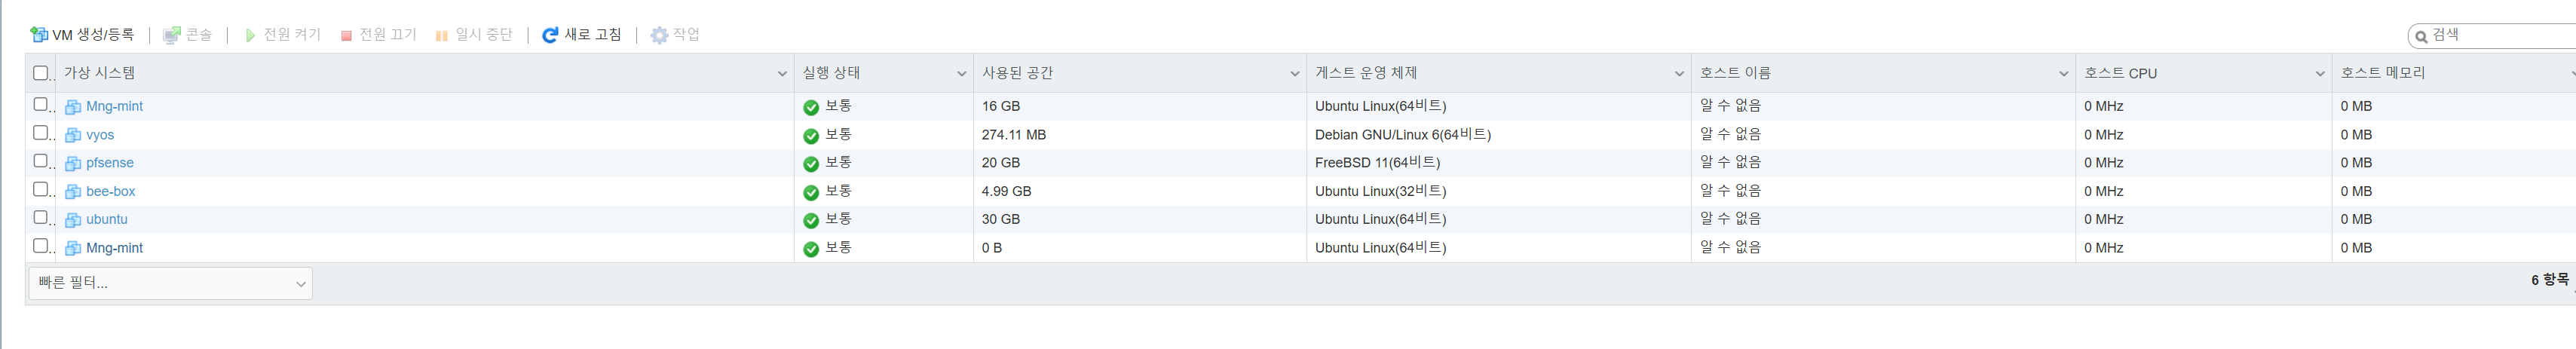 VM 생성/등록 | 콘솔 | 전원 켜기 전원 끄기 일시 중단 | 새로 고침 | 작업 검색
가상 시스템 실행 상태 사용된 공간 게스트 운영 체제 호스트 이름 호스트 CPU 호스트 메모리
Mng-mint 보통 16 GB Ubuntu Linux(64비트) 알 수 없음 0 MHz 0 MB
vyos 보통 274.11 MB Debian GNU/Linux 6(64비트) 알 수 없음 0 MHz 0 MB
pfsense 보통 20 GB FreeBSD 11(64비트) 알 수 없음 0 MHz 0 MB
bee-box 보통 4.99 GB Ubuntu Linux(32비트) 알 수 없음 0 MHz 0 MB
ubuntu 보통 30 GB Ubuntu Linux(64비트) 알 수 없음 0 MHz 0 MB
Mng-mint 보통 0 B Ubuntu Linux(64비트) 알 수 없음 0 MHz 0 MB
빠른 필터... 6 항목